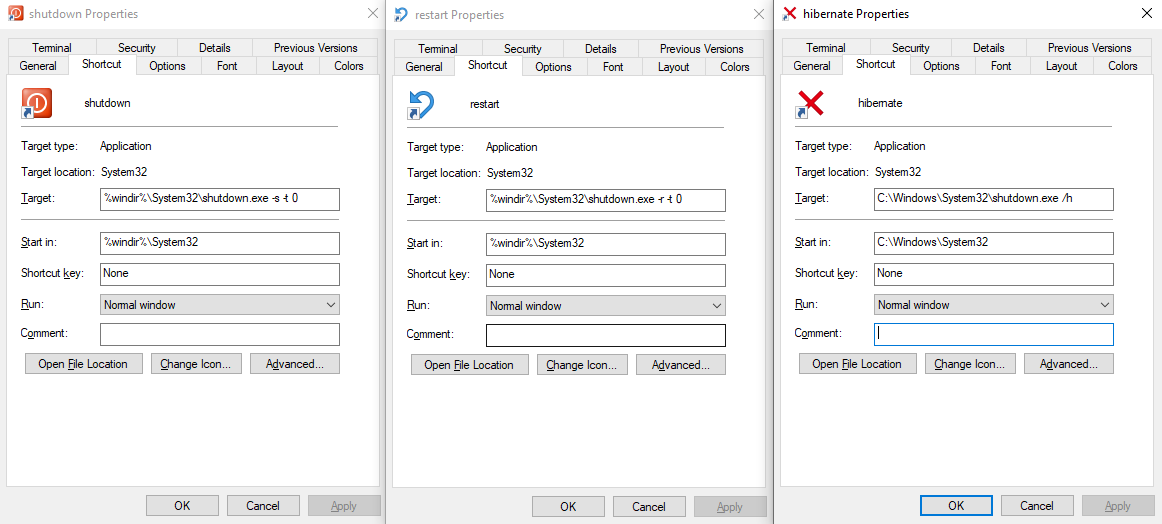 shutdown Properties
Terminal Security Details Previous Versions
General Shortcut Options Font Layout Colors
shutdown
Target type: Application
Target location: System32
Target: %windir%\System32\shutdown.exe -s -t 0
Start in: %windir%\System32
Shortcut key: None
Run: Normal window
Comment:
Open File Location Change Icon... Advanced...
OK Cancel Apply
restart Properties
Terminal Security Details Previous Versions
General Shortcut Options Font Layout Colors
restart
Target type: Application
Target location: System32
Target: %windir%\System32\shutdown.exe -r -t 0
Start in: %windir%\System32
Shortcut key: None
Run: Normal window
Comment:
Open File Location Change Icon... Advanced...
OK Cancel Apply
hibernate Properties
Terminal Security Details Previous Versions
General Shortcut Options Font Layout Colors
hibernate
Target type: Application
Target location: System32
Target: C:\Windows\System32\shutdown.exe /h
Start in: C:\Windows\System32
Shortcut key: None
Run: Normal window
Comment:
Open File Location Change Icon... Advanced...
OK Cancel Apply